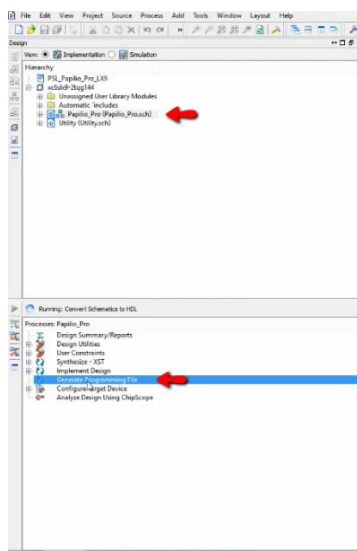 File Edit View Project Source Process Add Tools Window Layout Help
Design
View: Implementation Simulation
Hierarchy
PSL_Papilio_Pro_LX9
xc6slx9-2tqg144
Unassigned User Library Modules
Automatic `includes
Papilio_Pro (Papilio_Pro.sch)
Utility (Utility.sch)
Running: Convert Schematics to HDL
Processes: Papilio_Pro
Design Summary/Reports
Design Utilities
User Constraints
Synthesize - XST
Implement Design
Generate Programming File
Configure Target Device
Analyze Design Using ChipScope